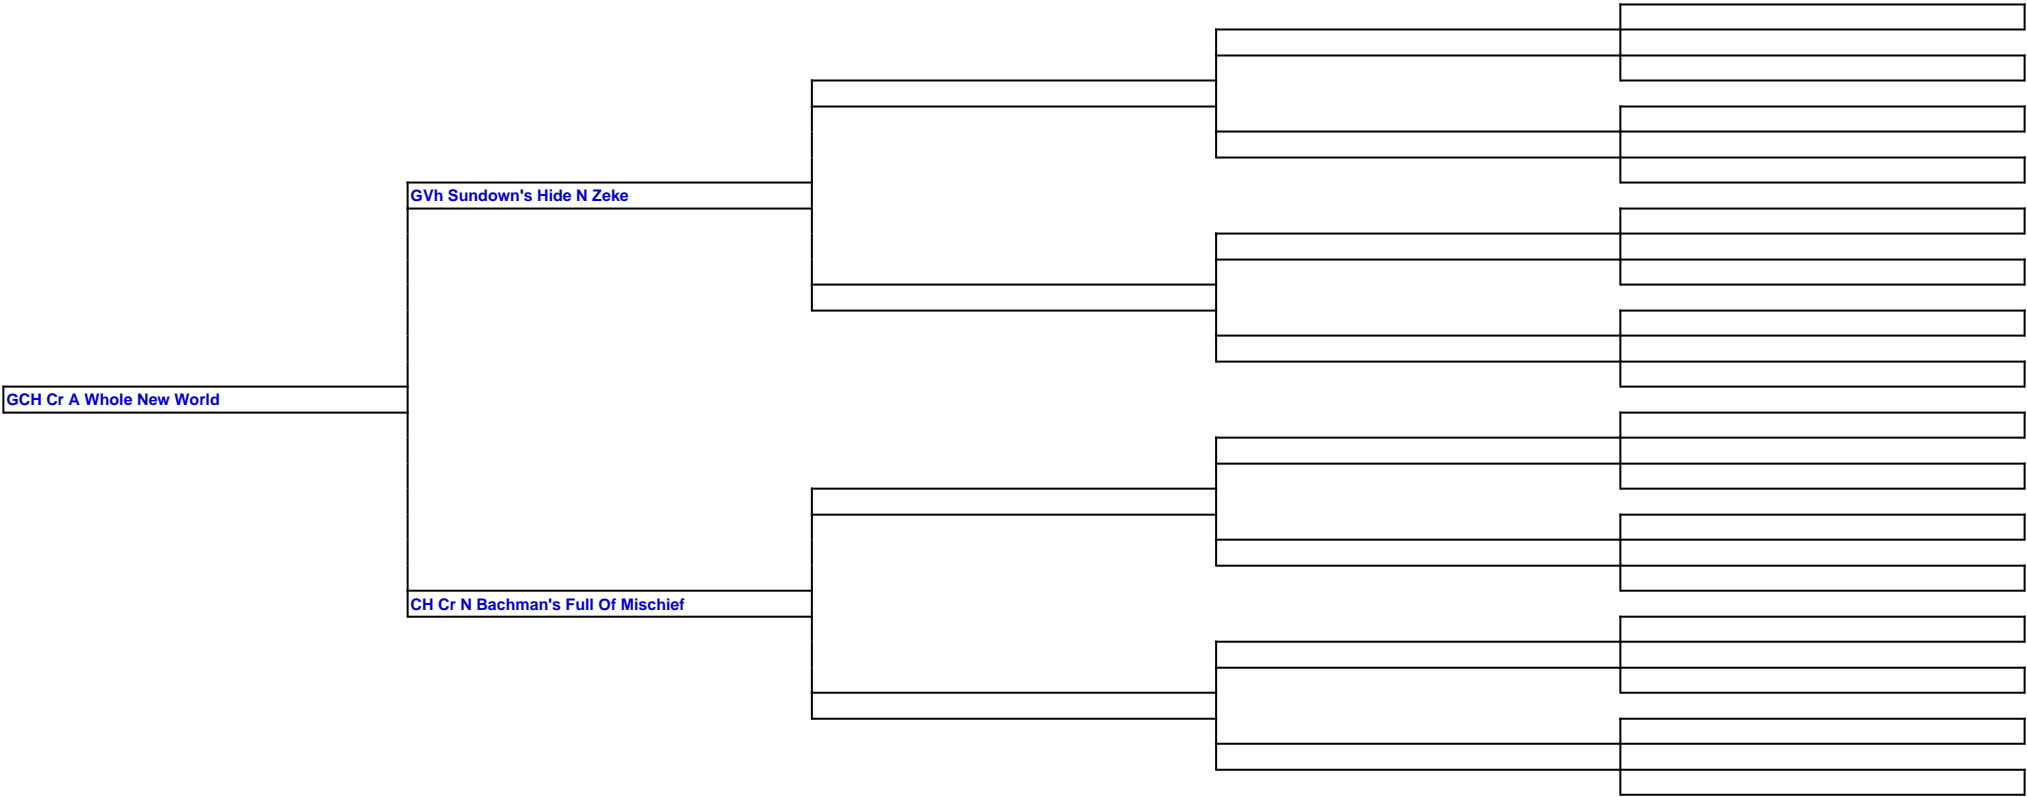 GVh Sundown's Hide N Zeke
GCH Cr A Whole New World
CH Cr N Bachman's Full Of Mischief